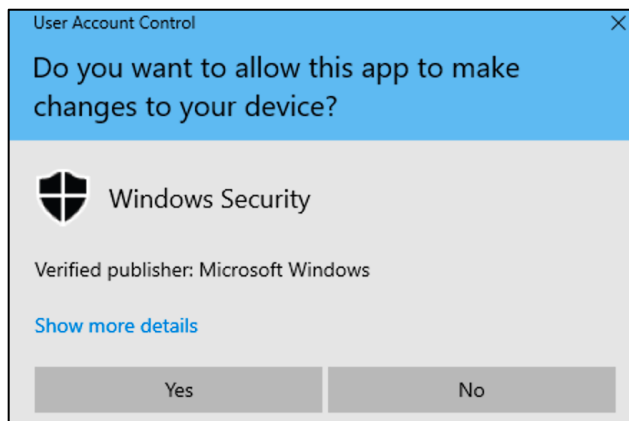 User Account Control
Do you want to allow this app to make
changes to your device?
Windows Security
Verified publisher: Microsoft Windows
Show more details
Yes
No